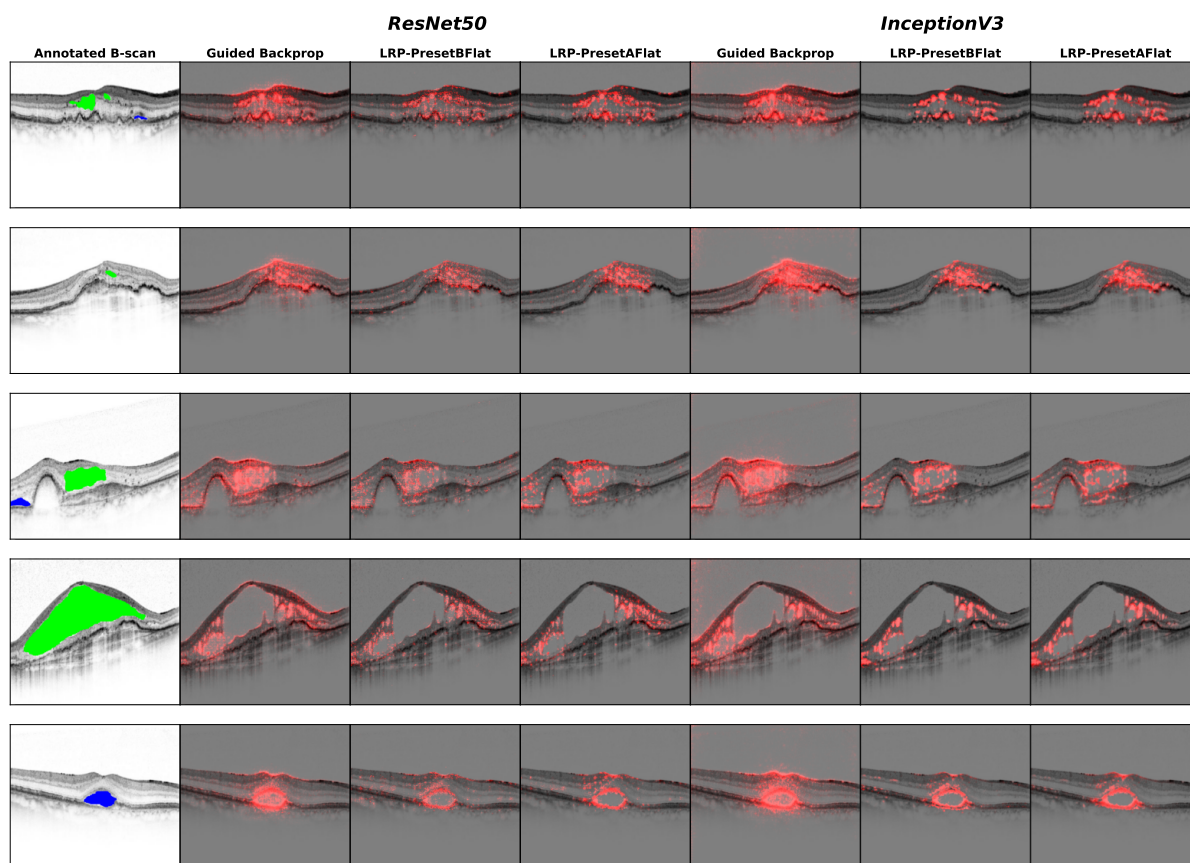 ResNet50 InceptionV3
Annotated B-scan Guided Backprop LRP-PresetBFlat LRP-PresetAFlat Guided Backprop LRP-PresetBFlat LRP-PresetAFlat